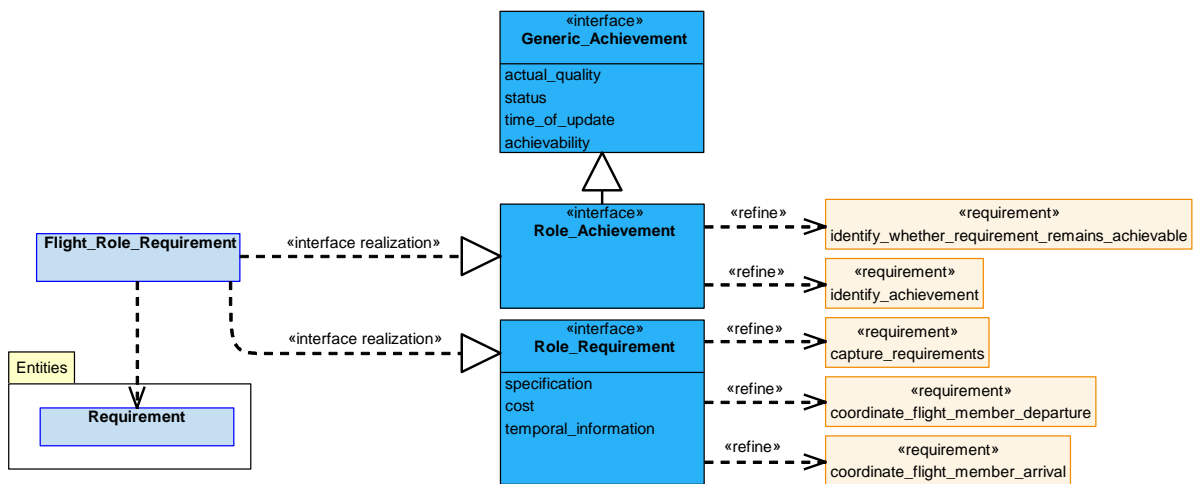 «interface»
Generic_Achievement
actual_quality
status
time_of_update
achievability
«interface»
Role_Achievement
«refine»
«requirement»
identify_whether_requirement_remains_achievable
Flight_Role_Requirement
«interface realization»
«refine»
«requirement»
identify_achievement
«interface realization»
«interface»
Role_Requirement
specification
cost
temporal_information
«refine»
«requirement»
capture_requirements
Entities
Requirement
«refine»
«requirement»
coordinate_flight_member_departure
«refine»
«requirement»
coordinate_flight_member_arrival